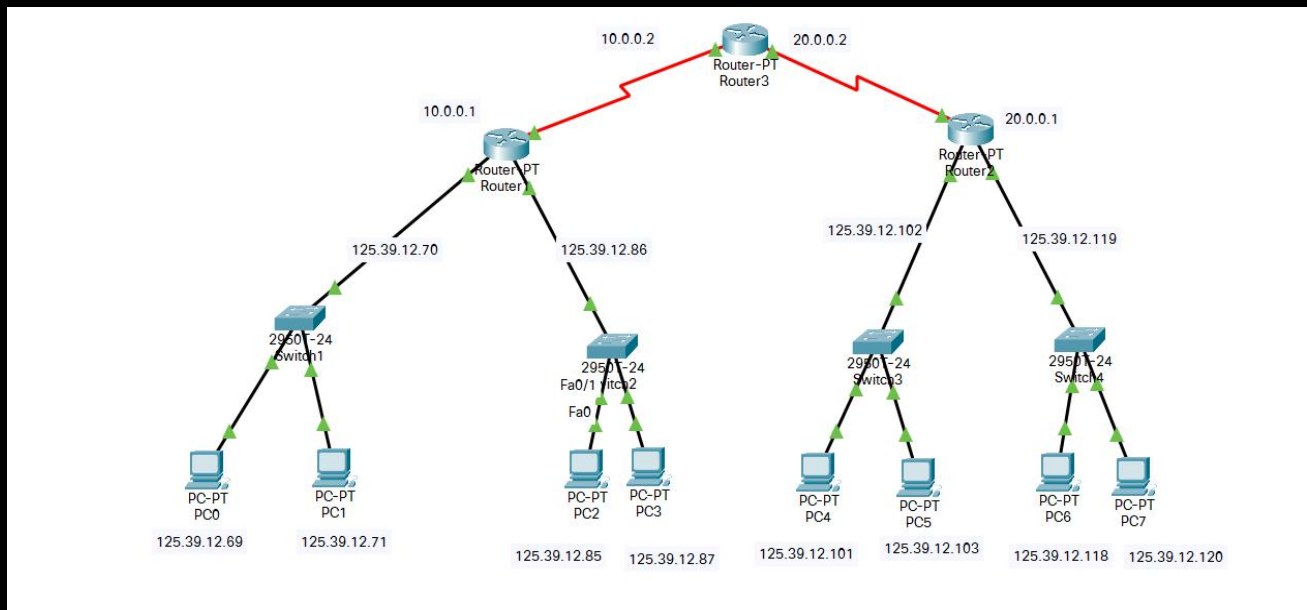 10.0.0.2
20.0.0.2
Router-PT
Router3
10.0.0.1
20.0.0.1
Router-PT
Router1
Router-PT
Router2
125.39.12.70
125.39.12.86
125.39.12.102
125.39.12.119
2950T-24
Switch1
2950T-24
Fa0/1 witch2
Fa0
2950T-24
Switch3
2950T-24
Switch4
PC-PT
PC0
PC-PT
PC1
PC-PT
PC2
PC-PT
PC3
PC-PT
PC4
PC-PT
PC5
PC-PT
PC6
PC-PT
PC7
125.39.12.69
125.39.12.71
125.39.12.85
125.39.12.87
125.39.12.101
125.39.12.103
125.39.12.118
125.39.12.120